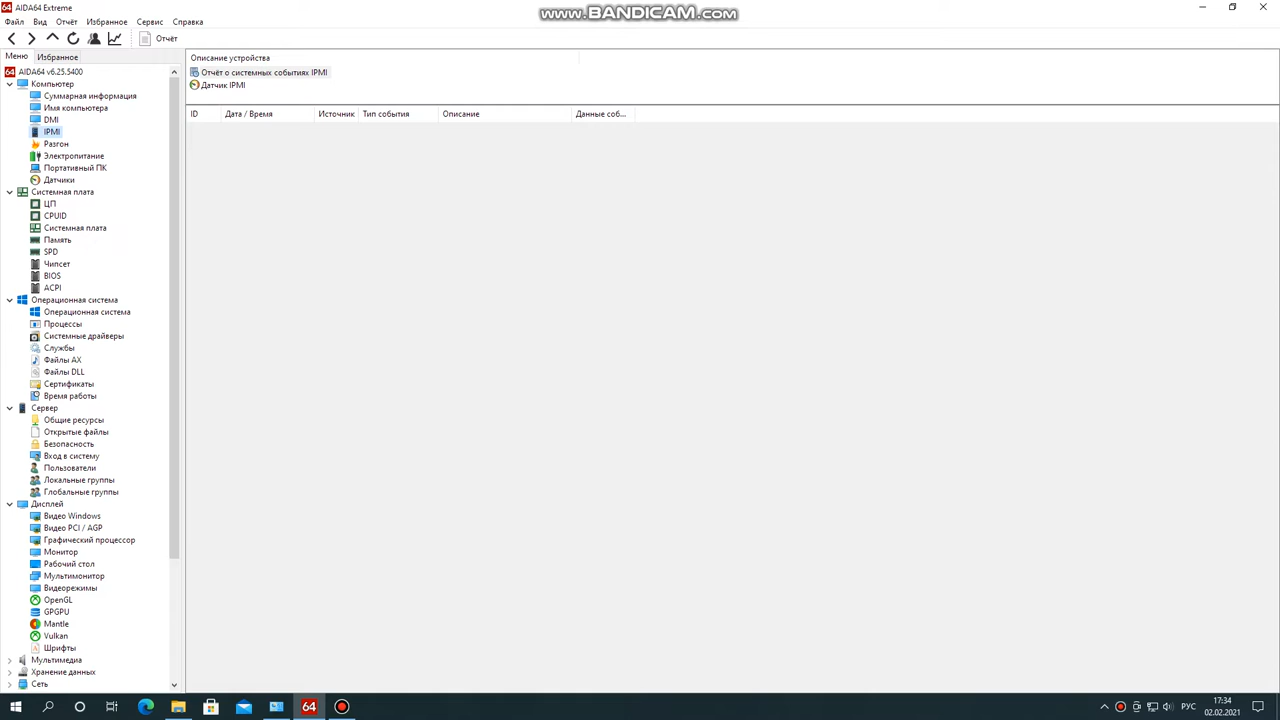 AIDA64 Extreme
www.BANDICAM.com
Файл Вид Отчёт Избранное Сервис Справка
Отчёт
Меню Избранное
AIDA64 v6.25.5400
Компьютер
Суммарная информация
Имя компьютера
DMI
IPMI
Разгон
Электропитание
Портативный ПК
Датчики
Системная плата
ЦП
CPUID
Системная плата
Память
SPD
Чипсет
BIOS
ACPI
Операционная система
Операционная система
Процессы
Системные драйверы
Службы
Файлы AX
Файлы DLL
Сертификаты
Время работы
Сервер
Общие ресурсы
Открытые файлы
Безопасность
Вход в систему
Пользователи
Локальные группы
Глобальные группы
Дисплей
Видео Windows
Видео PCI / AGP
Графический процессор
Монитор
Рабочий стол
Мультимонитор
Видеорежимы
OpenGL
GPGPU
Mantle
Vulkan
Шрифты
Мультимедиа
Хранение данных
Сеть
Описание устройства
Отчёт о системных событиях IPMI
Датчик IPMI
ID Дата / Время Источник Тип события Описание Данные соб...
64
РУС
17:34
02.02.2021